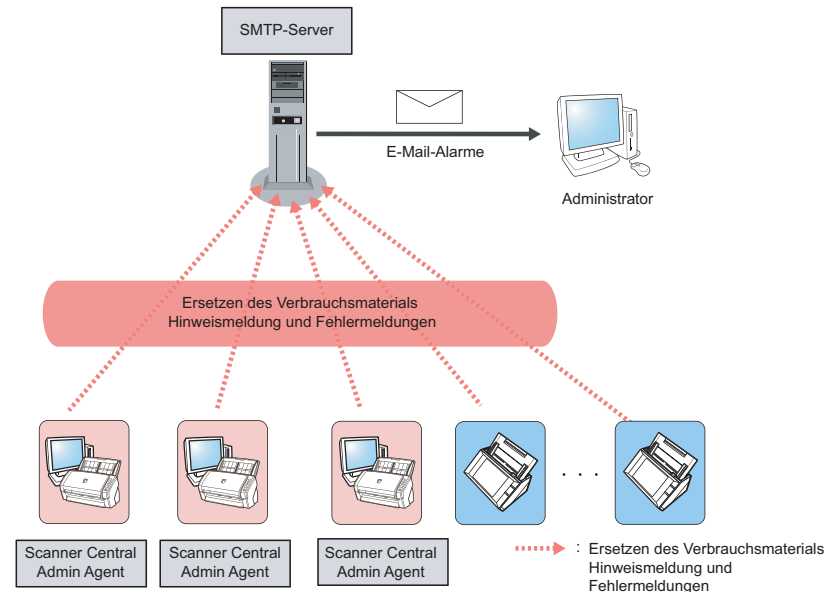 SMTP-Server
E-Mail-Alarme
Administrator
Ersetzen des Verbrauchsmaterials
Hinweismeldung und Fehlermeldungen
. . .
Scanner Central
Admin Agent
Scanner Central
Admin Agent
Scanner Central
Admin Agent
: Ersetzen des Verbrauchsmaterials
Hinweismeldung und
Fehlermeldungen